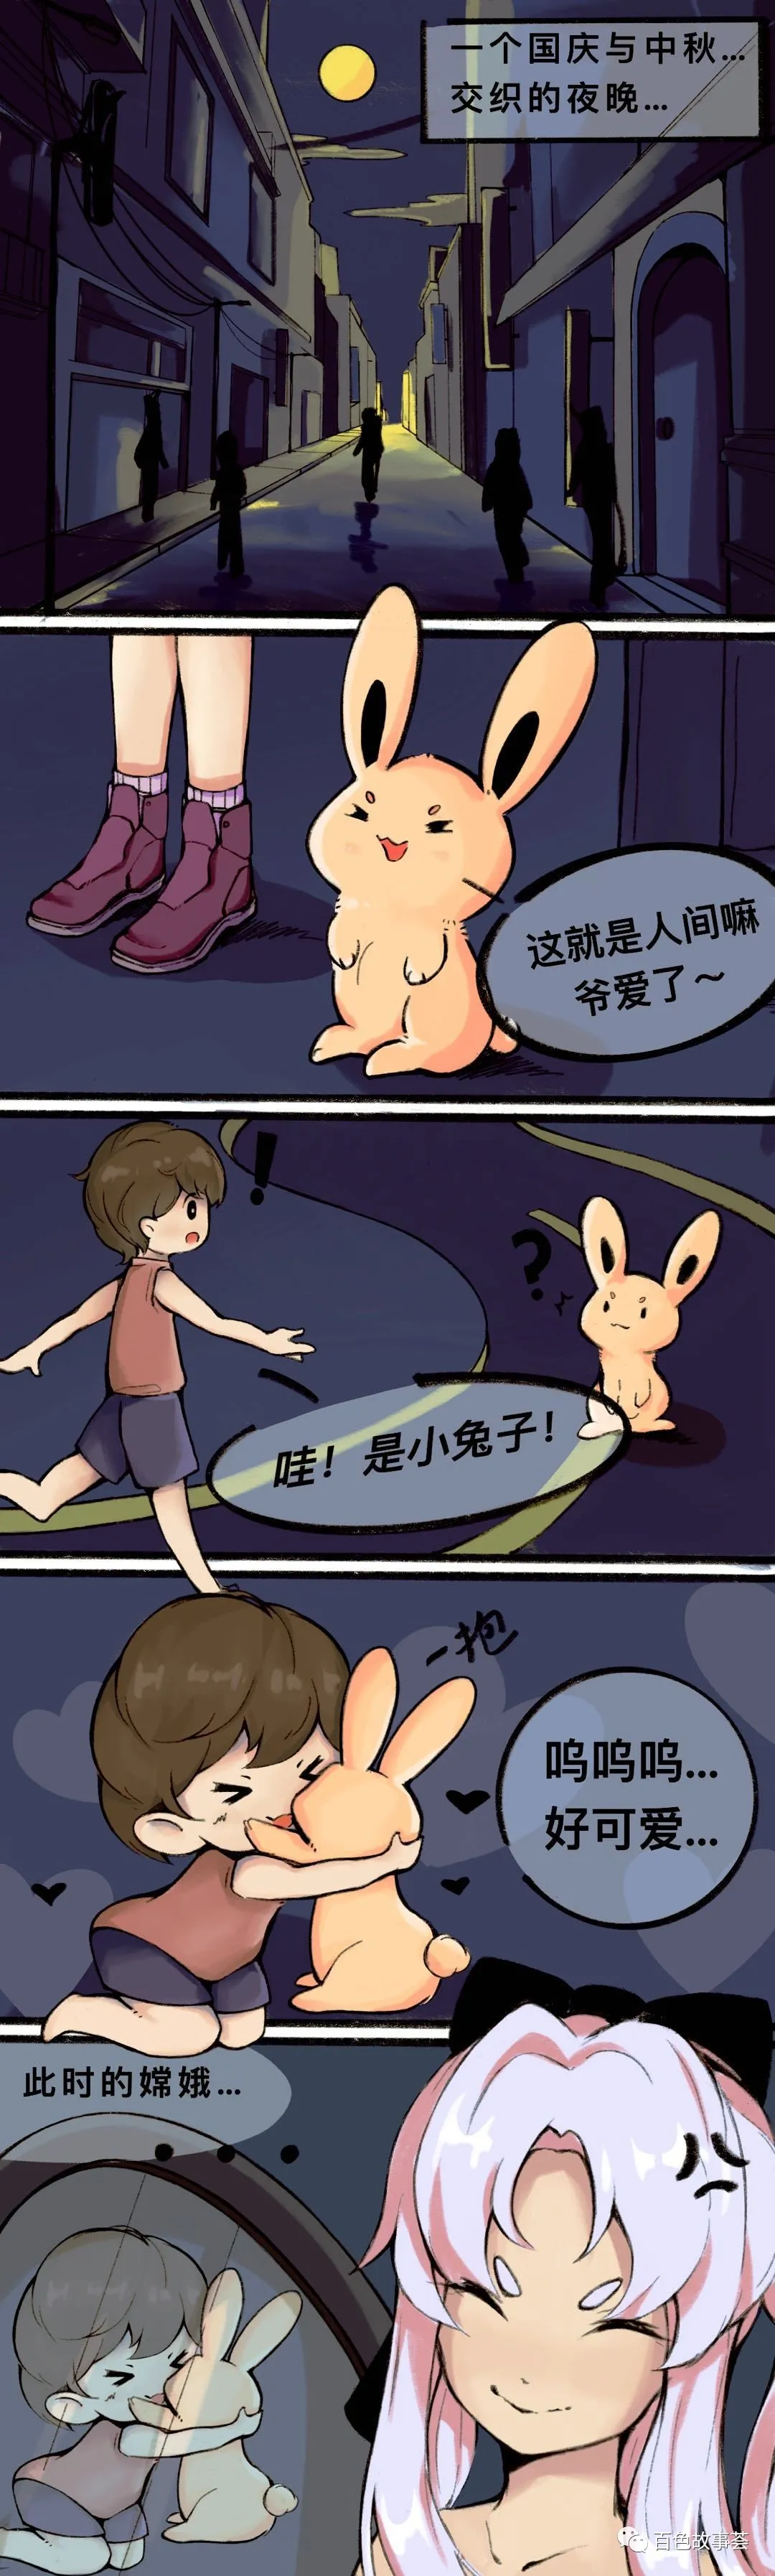 一个国庆与中秋...
交织的夜晚...
这就是人间嘛
爷爱了～
！
？
哇！是小兔子！
一抱
呜呜呜...
好可爱...
此时的嫦娥...
...
百色故事荟